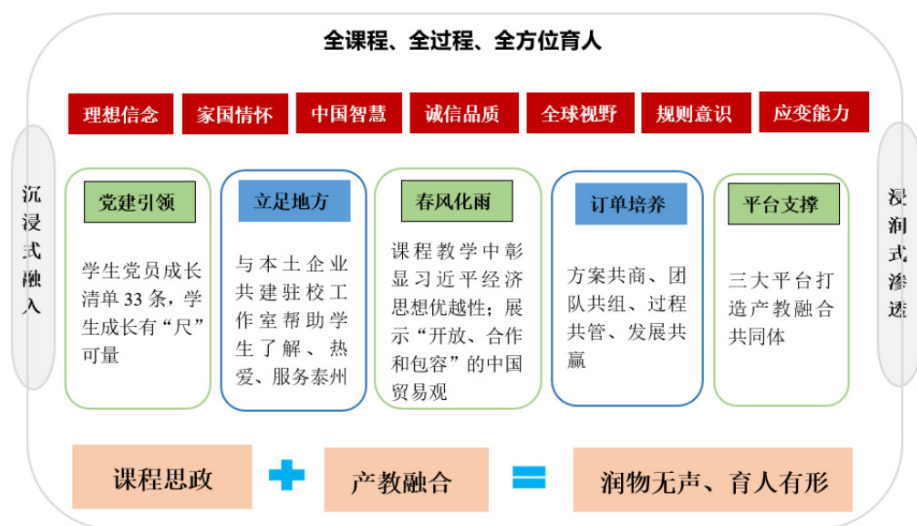 全课程、全过程、全方位育人
理想信念
家国情怀
中国智慧
诚信品质
全球视野
规则意识
应变能力
沉浸式融入
党建引领
学生党员成长
清单33条，学
生成长有“尺”
可量
立足地方
与本土企业
共建驻校工
作室帮助学
生了解、热
爱、服务泰州
春风化雨
课程教学中彰
显习近平经济
思想优越性；展
示“开放、合作
和包容”的中国
贸易观
订单培养
方案共商、团
队共组、过程
共管、发展共
赢
平台支撑
三大平台打
造产教融合
共同体
浸润式渗透
课程思政
+
产教融合
=
润物无声、育人有形